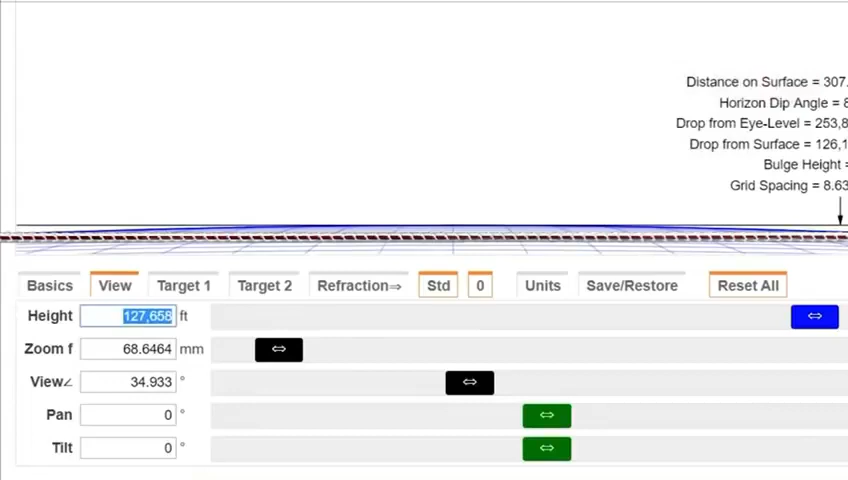 Distance on Surface = 307.
Horizon Dip Angle = 8
Drop from Eye-Level = 253,8
Drop from Surface = 126,1
Bulge Height =
Grid Spacing = 8.63
Basics View Target 1 Target 2 Refraction⇒ Std 0 Units Save/Restore Reset All
Height 127,658 ft
Zoom f 68.6464 mm
View∠ 34.933 °
Pan 0 °
Tilt 0 °